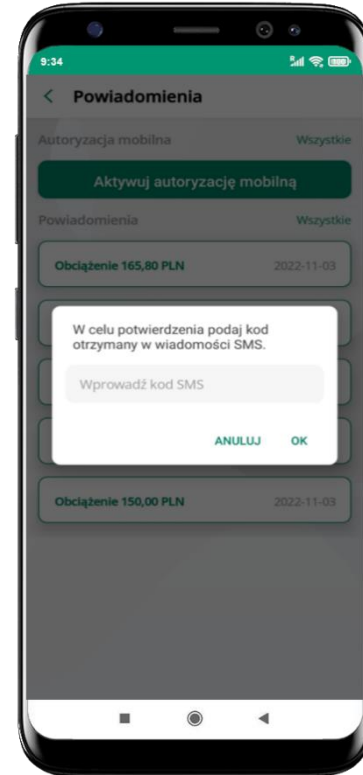 9:34
Powiadomienia
Autoryzacja mobilna Wszystkie
Aktywuj autoryzację mobilną
Powiadomienia Wszystkie
Obciążenie 165,80 PLN 2022-11-03
W celu potwierdzenia podaj kod
otrzymany w wiadomości SMS.
Wprowadź kod SMS
ANULUJ OK
Obciążenie 150,00 PLN 2022-11-03